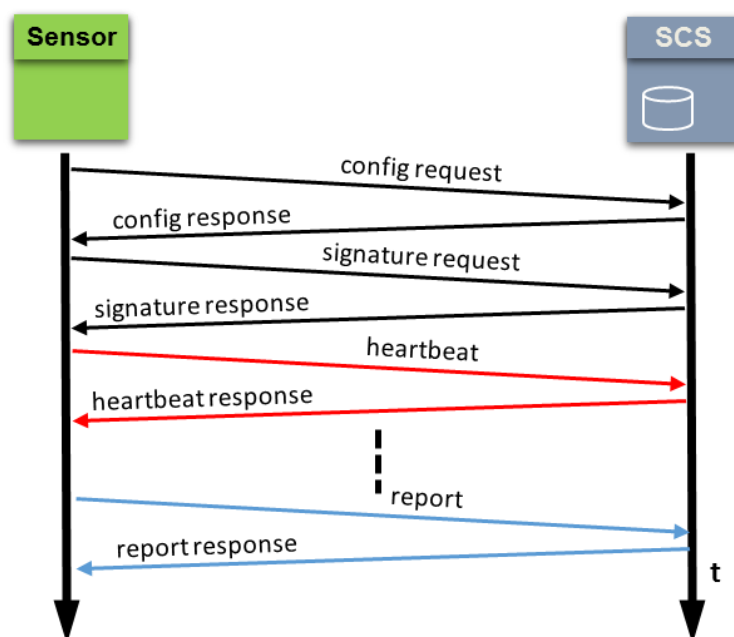 Sensor
SCS
config request
config response
signature request
signature response
heartbeat
heartbeat response
report
report response
t